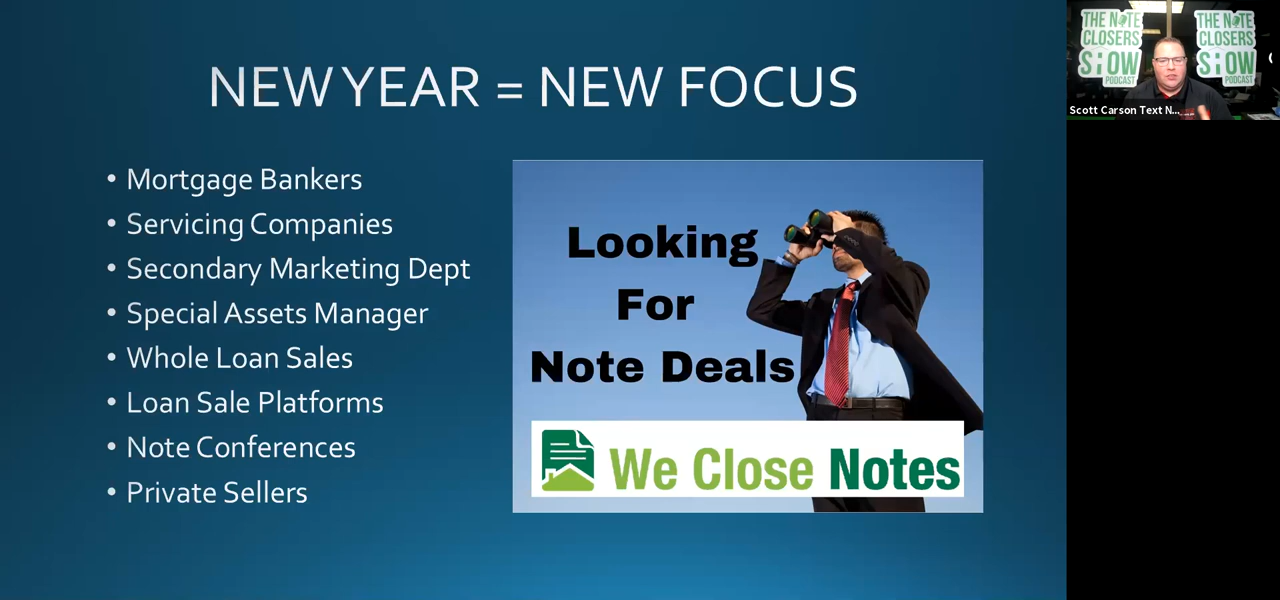 NEW YEAR = NEW FOCUS
• Mortgage Bankers
• Servicing Companies
• Secondary Marketing Dept
• Special Assets Manager
• Whole Loan Sales
• Loan Sale Platforms
• Note Conferences
• Private Sellers
Looking
For
Note Deals
We Close Notes
THE NOTE
CLOSERS
SHOW
PODCAST
THE NOTE
CLOSERS
SHOW
PODCAST
Scott Carson Text N...